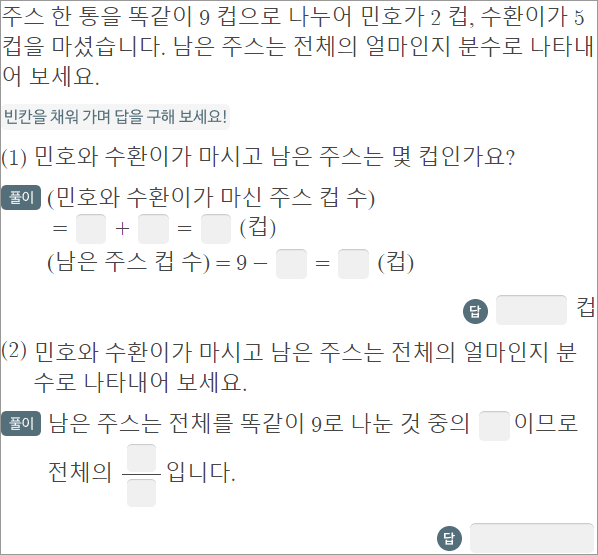 주스 한 통을 똑같이 9 컵으로 나누어 민호가 2 컵, 수환이가 5
컵을 마셨습니다. 남은 주스는 전체의 얼마인지 분수로 나타내
어 보세요.
빈칸을 채워 가며 답을 구해 보세요!
(1) 민호와 수환이가 마시고 남은 주스는 몇 컵인가요?
풀이 (민호와 수환이가 마신 주스 컵 수)
= + = (컵)
(남은 주스 컵 수) = 9 − = (컵)
답 컵
(2) 민호와 수환이가 마시고 남은 주스는 전체의 얼마인지 분
수로 나타내어 보세요.
풀이 남은 주스는 전체를 똑같이 9로 나눈 것 중의 이므로
전체의 입니다.
답